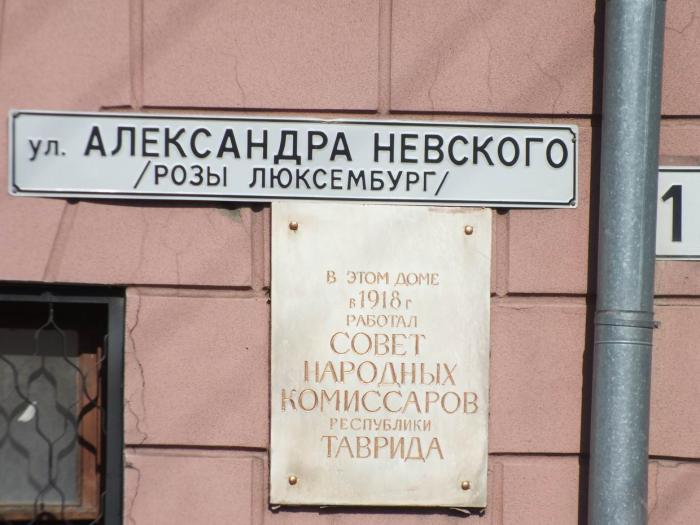 ул. АЛЕКСАНДРА НЕВСКОГО
/РОЗЫ ЛЮКСЕМБУРГ/
1
В ЭТОМ ДОМЕ
в 1918 г
РАБОТАЛ
СОВЕТ
НАРОДНЫХ
КОМИССАРОВ
РЕСПУБЛИКИ
ТАВРИДА